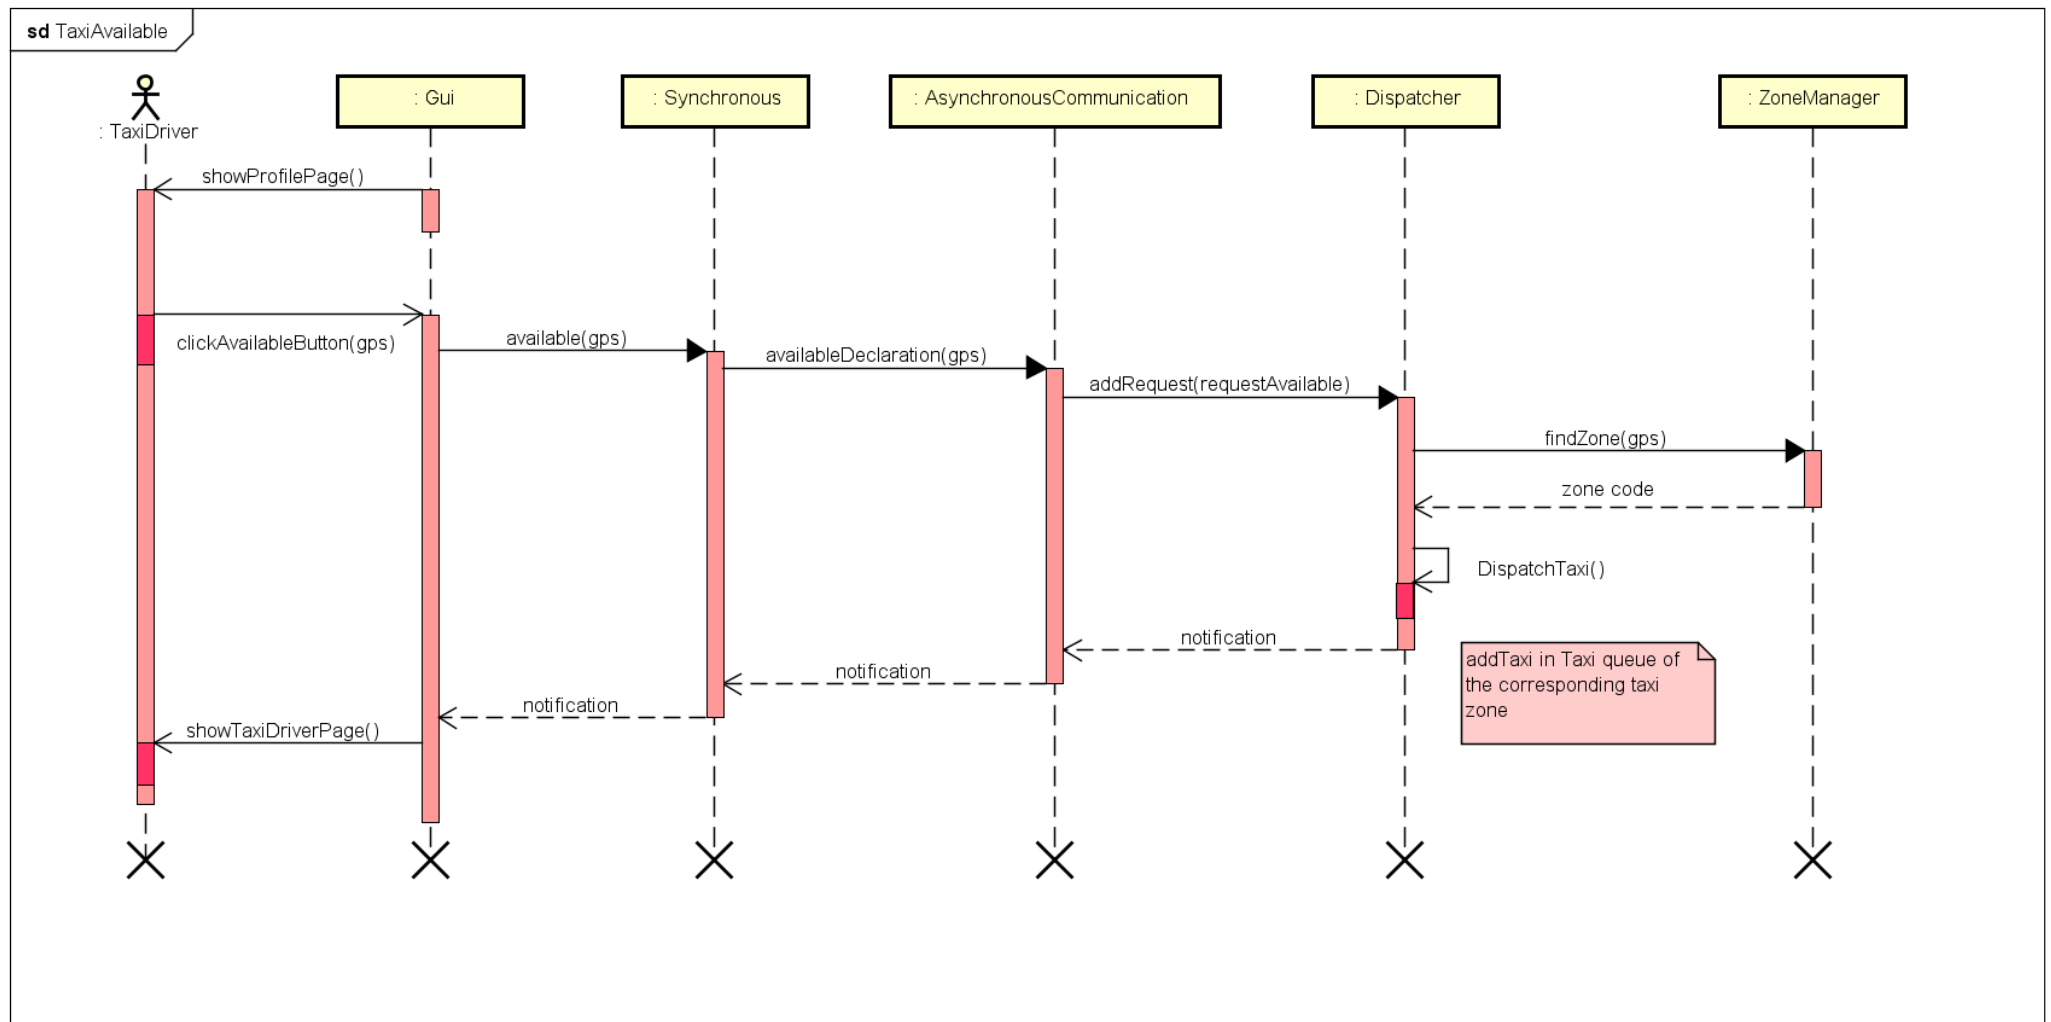 sd TaxiAvailable
: TaxiDriver
: Gui
: Synchronous
: AsynchronousCommunication
: Dispatcher
: ZoneManager
showProfilePage()
clickAvailableButton(gps)
available(gps)
availableDeclaration(gps)
addRequest(requestAvailable)
findZone(gps)
zone code
DispatchTaxi()
notification
notification
notification
showTaxiDriverPage()
addTaxi in Taxi queue of
the corresponding taxi
zone